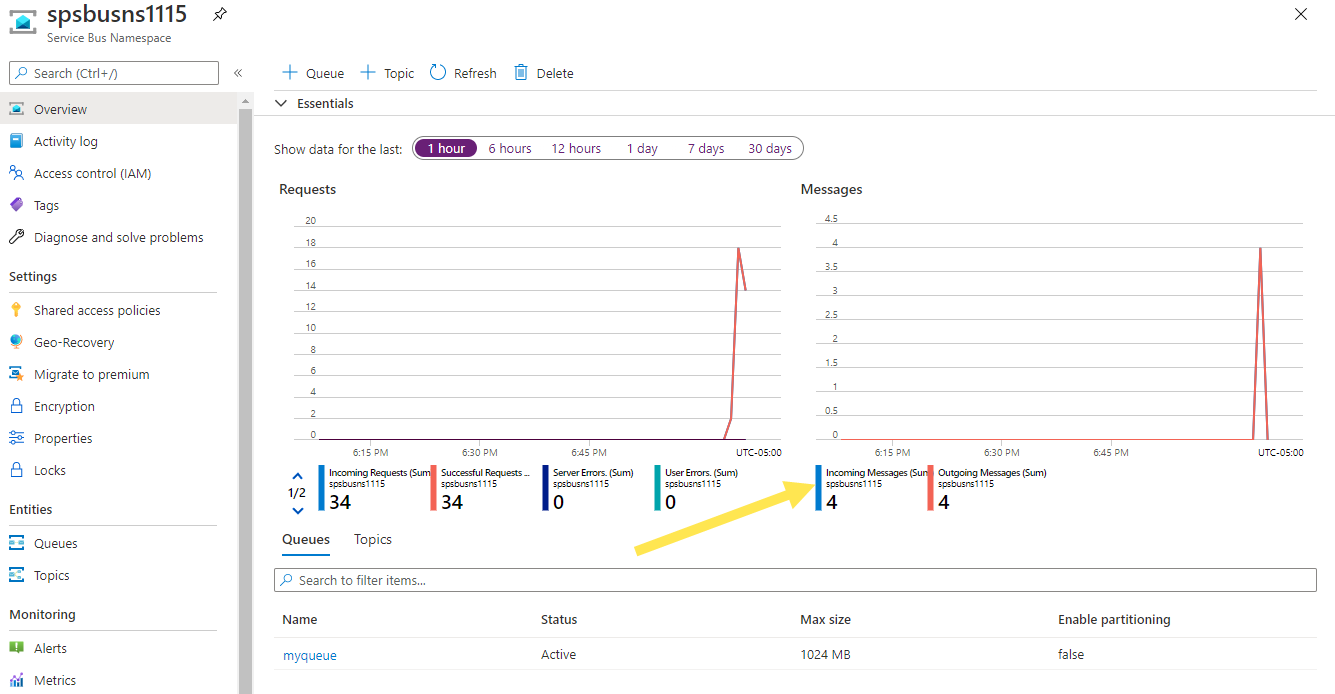 spsbusns1115
Service Bus Namespace
Search (Ctrl+/)
«
Overview
Activity log
Access control (IAM)
Tags
Diagnose and solve problems
Settings
Shared access policies
Geo-Recovery
Migrate to premium
Encryption
Properties
Locks
Entities
Queues
Topics
Monitoring
Alerts
Metrics
Queue Topic Refresh Delete
Essentials
Show data for the last: 1 hour 6 hours 12 hours 1 day 7 days 30 days
Requests
20
18
16
14
12
10
8
6
4
2
0
6:15 PM 6:30 PM 6:45 PM UTC-05:00
1/2
Incoming Requests (Sum)
spsbusns1115
34
Successful Requests ...
spsbusns1115
34
Server Errors. (Sum)
spsbusns1115
0
User Errors. (Sum)
spsbusns1115
0
Messages
4.5
4
3.5
3
2.5
2
1.5
1
0.5
0
6:15 PM 6:30 PM 6:45 PM UTC-05:00
Incoming Messages (Sum
spsbusns1115
4
Outgoing Messages (Sum)
spsbusns1115
4
Queues Topics
Search to filter items...
Name Status Max size Enable partitioning
myqueue Active 1024 MB false